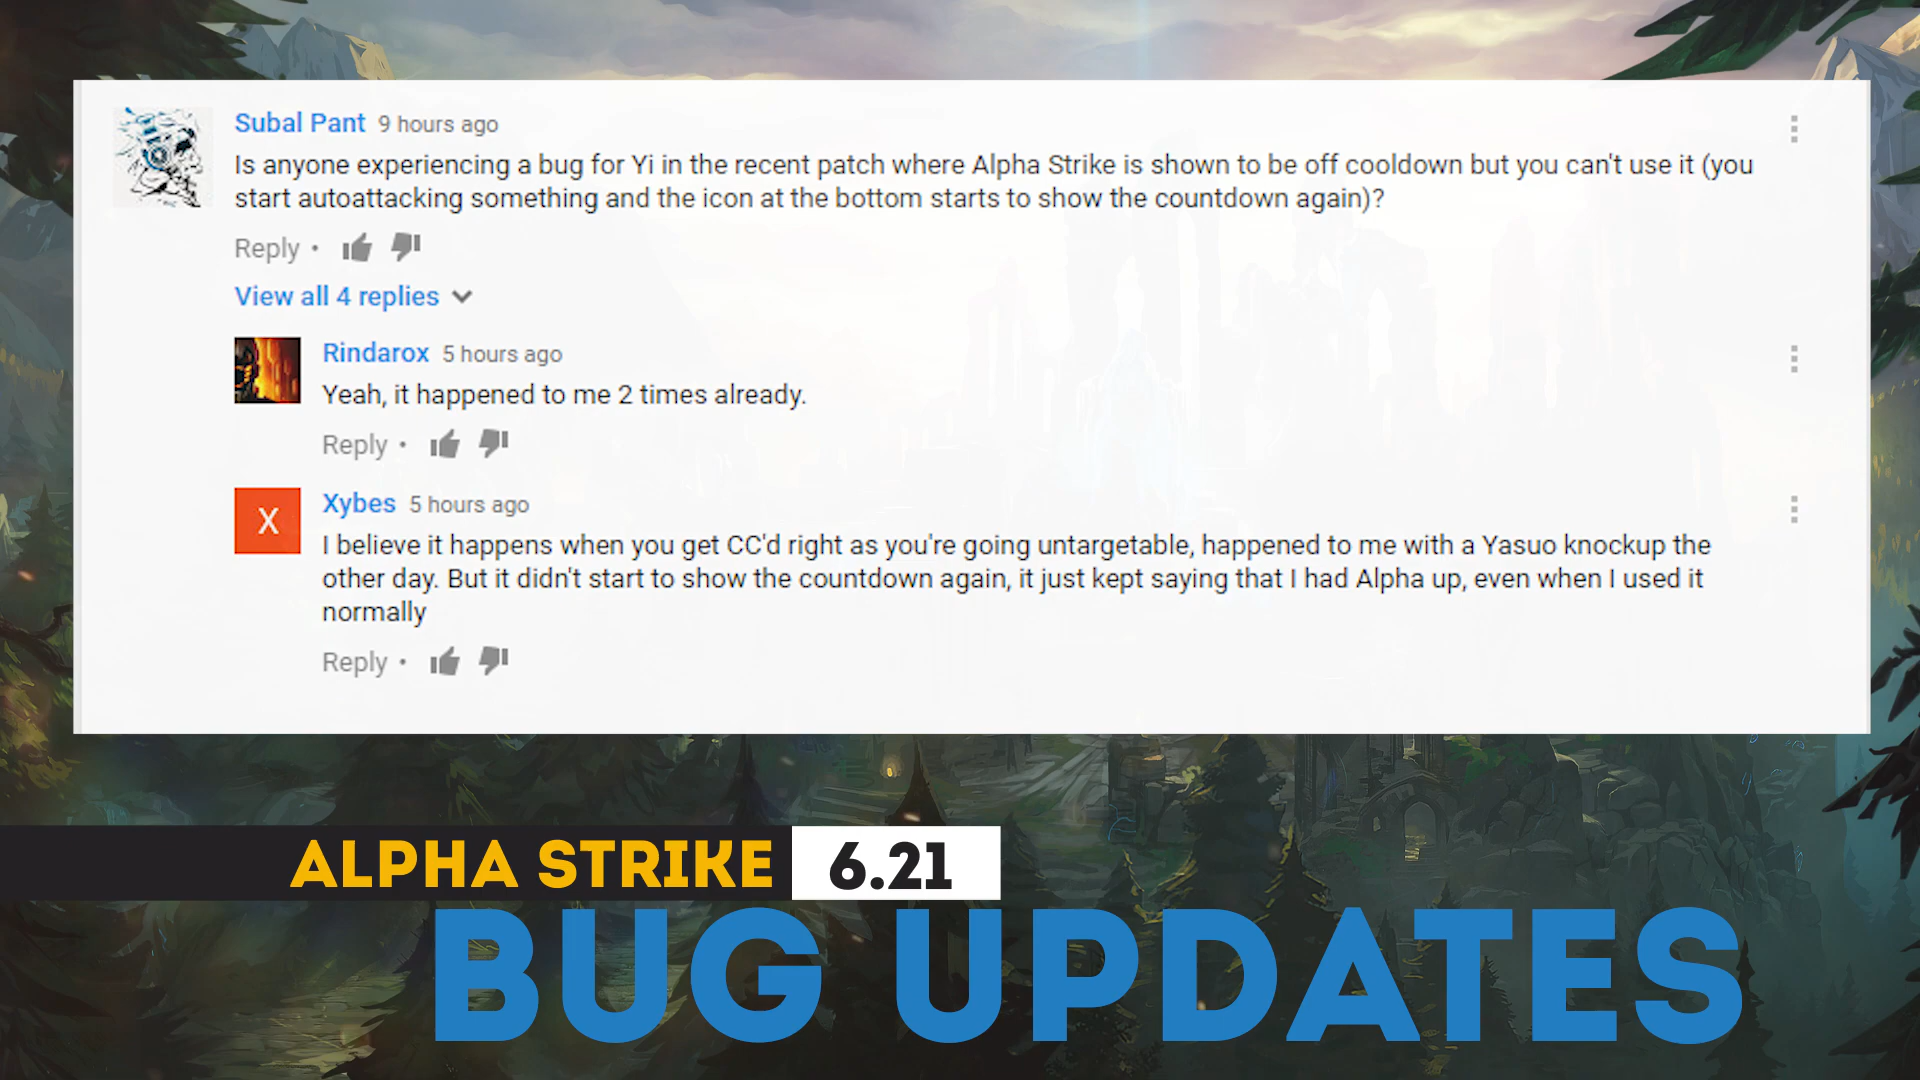 Subal Pant 9 hours ago
Is anyone experiencing a bug for Yi in the recent patch where Alpha Strike is shown to be off cooldown but you can't use it (you
start autoattacking something and the icon at the bottom starts to show the countdown again)?
Reply •
View all 4 replies
Rindarox 5 hours ago
Yeah, it happened to me 2 times already.
Reply •
X
Xybes 5 hours ago
I believe it happens when you get CC'd right as you're going untargetable, happened to me with a Yasuo knockup the
other day. But it didn't start to show the countdown again, it just kept saying that I had Alpha up, even when I used it
normally
Reply •
ALPHA STRIKE 6.21
BUG UPDATES